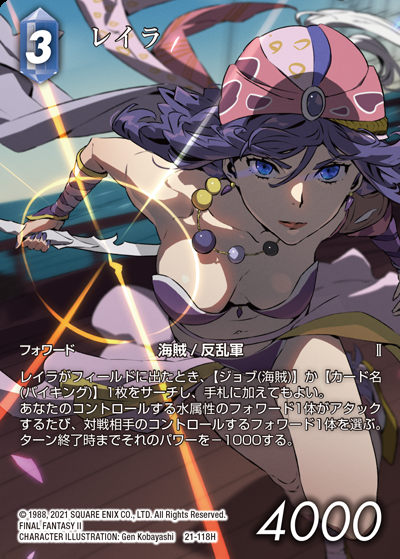 3
レイラ
フォワード 海賊 / 反乱軍 Ⅱ
レイラがフィールドに出たとき、【ジョブ(海賊)】か【カード名
(バイキング)】1枚をサーチし、手札に加えてもよい。
あなたのコントロールする水属性のフォワード1体がアタック
するたび、対戦相手のコントロールするフォワード1体を選ぶ。
ターン終了時までそれのパワーを−1000する。
© 1988, 2021 SQUARE ENIX CO., LTD. All Rights Reserved.
FINAL FANTASY II
CHARACTER ILLUSTRATION: Gen Kobayashi 21-118H
4000